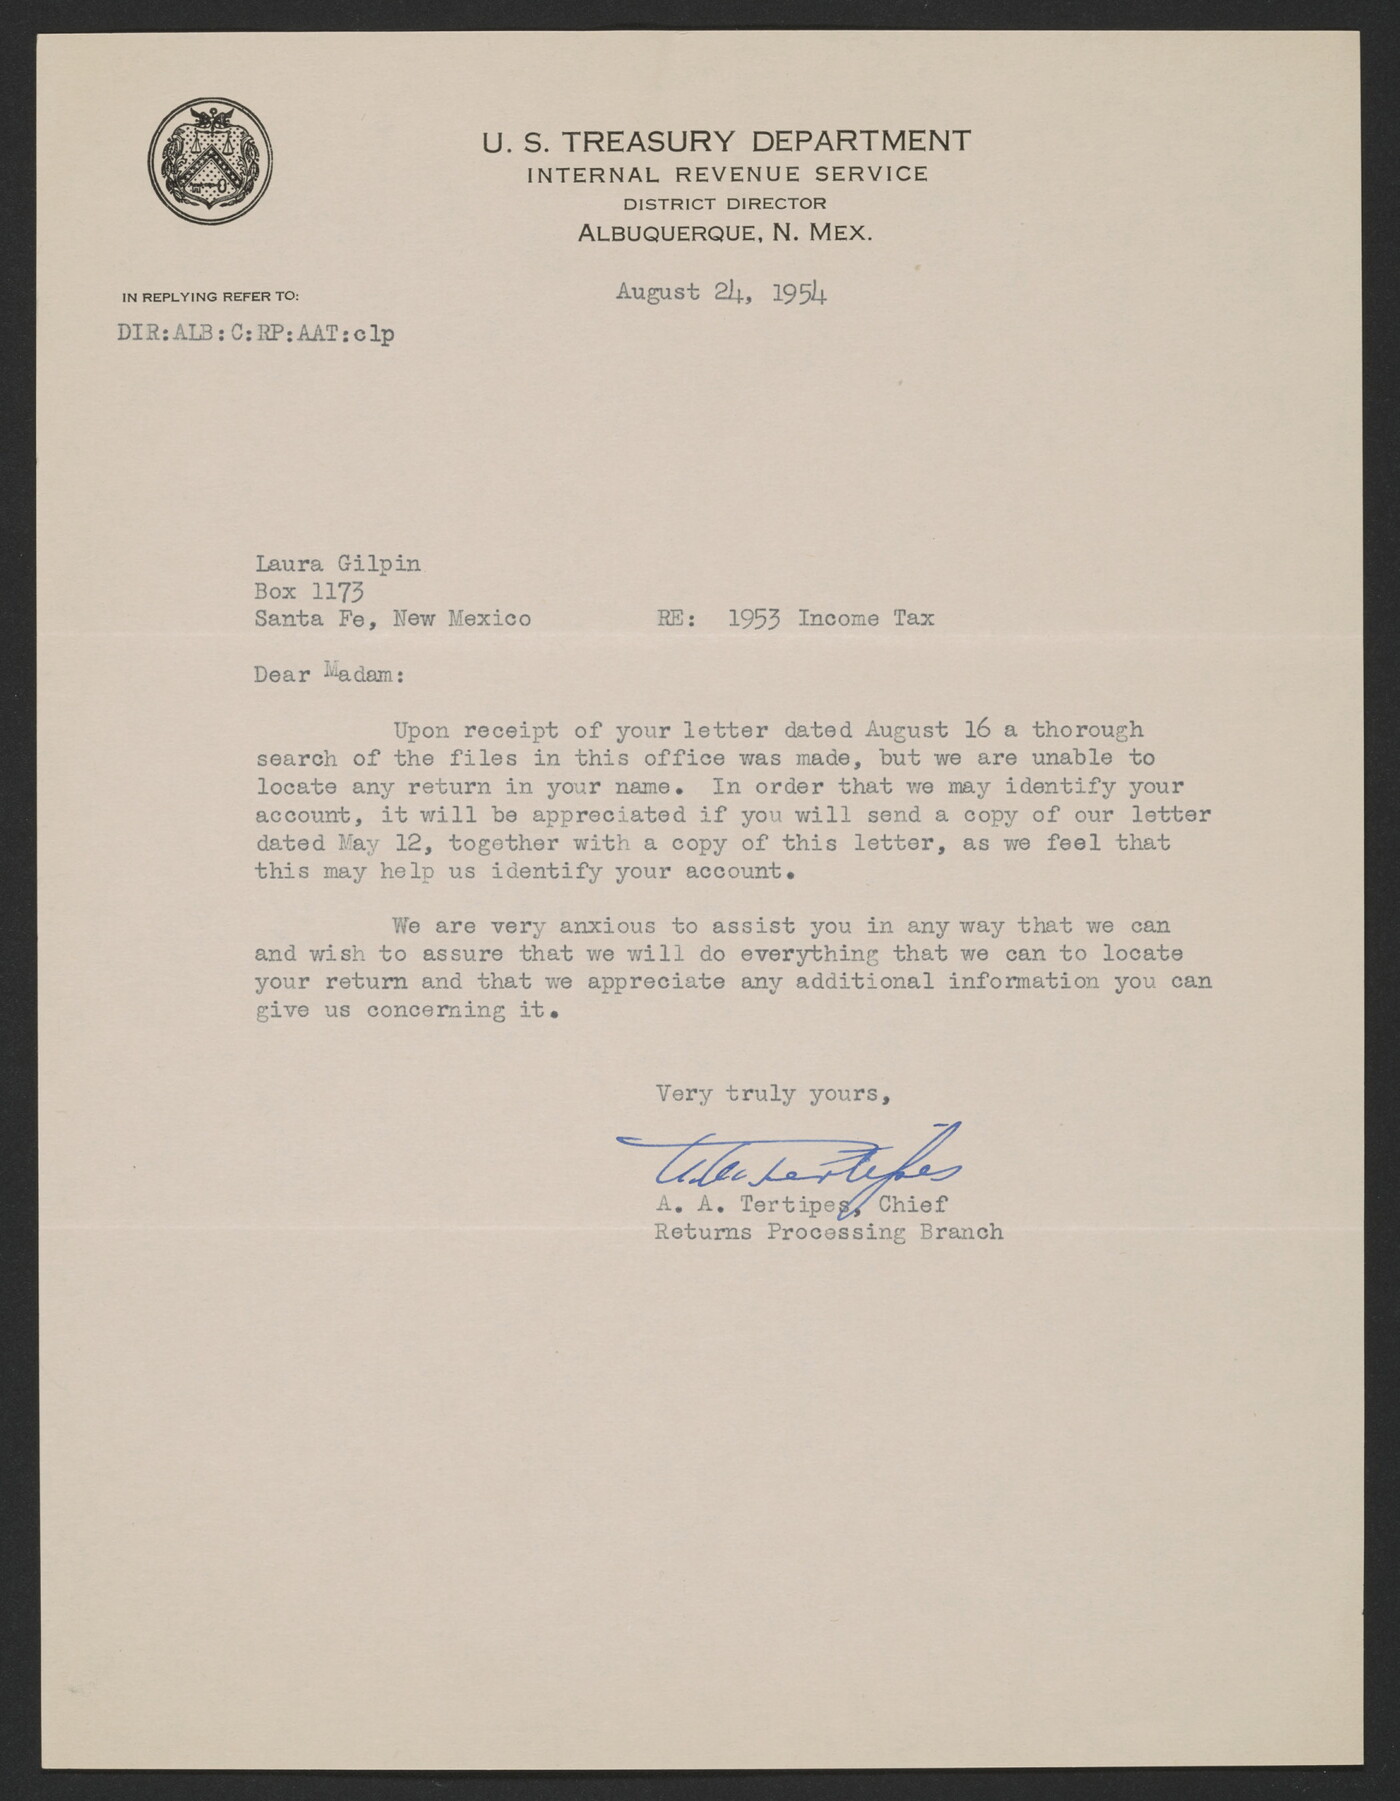 U. S. TREASURY DEPARTMENT
INTERNAL REVENUE SERVICE
DISTRICT DIRECTOR
ALBUQUERQUE, N. MEX.
August 24, 1954
IN REPLYING REFER TO:
DIR:ALB:C:RP:AAT:clp
Laura Gilpin
Box 1173
Santa Fe, New Mexico RE: 1953 Income Tax
Dear Madam:
Upon receipt of your letter dated August 16 a thorough
search of the files in this office was made, but we are unable to
locate any return in your name. In order that we may identify your
account, it will be appreciated if you will send a copy of our letter
dated May 12, together with a copy of this letter, as we feel that
this may help us identify your account.
We are very anxious to assist you in any way that we can
and wish to assure that we will do everything that we can to locate
your return and that we appreciate any additional information you can
give us concerning it.
Very truly yours,
A. A. Tertipes, Chief
Returns Processing Branch